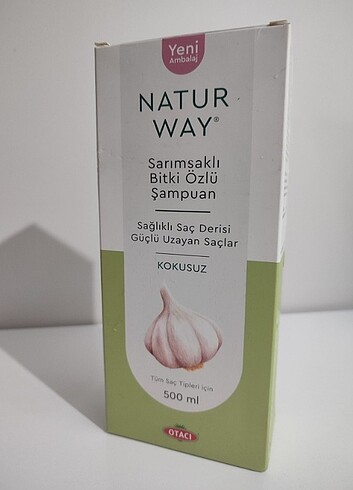 Yeni
Ambalaj
NATUR
WAY®
Sarımsaklı
Bitki Özlü
Şampuan
Sağlıklı Saç Derisi
Güçlü Uzayan Saçlar
KOKUSUZ
Tüm Saç Tipleri için
500 ml
OTACI